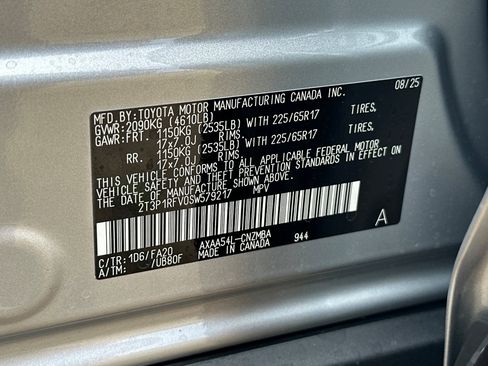 MFD.BY:TOYOTA MOTOR MANUFACTURING CANADA INC. 08/25
GVWR:2090KG (4610LB)
GAWR:FRT. 1150KG (2535LB) WITH 225/65R17 TIRES,
17x7.0J RIMS,
RR. 1150KG (2535LB) WITH 225/65R17 TIRES,
17x7.0J RIMS,
THIS VEHICLE CONFORMS TO ALL APPLICABLE FEDERAL MOTOR
VEHICLE SAFETY AND THEFT PREVENTION STANDARDS IN EFFECT ON
THE DATE OF MANUFACTURE SHOWN ABOVE.
2T3P1RFV0SW579217 MPV
A
C/TR: 1D6/FA20 AXAA54L-CNZMBA 944
A/TM: /UB80F MADE IN CANADA